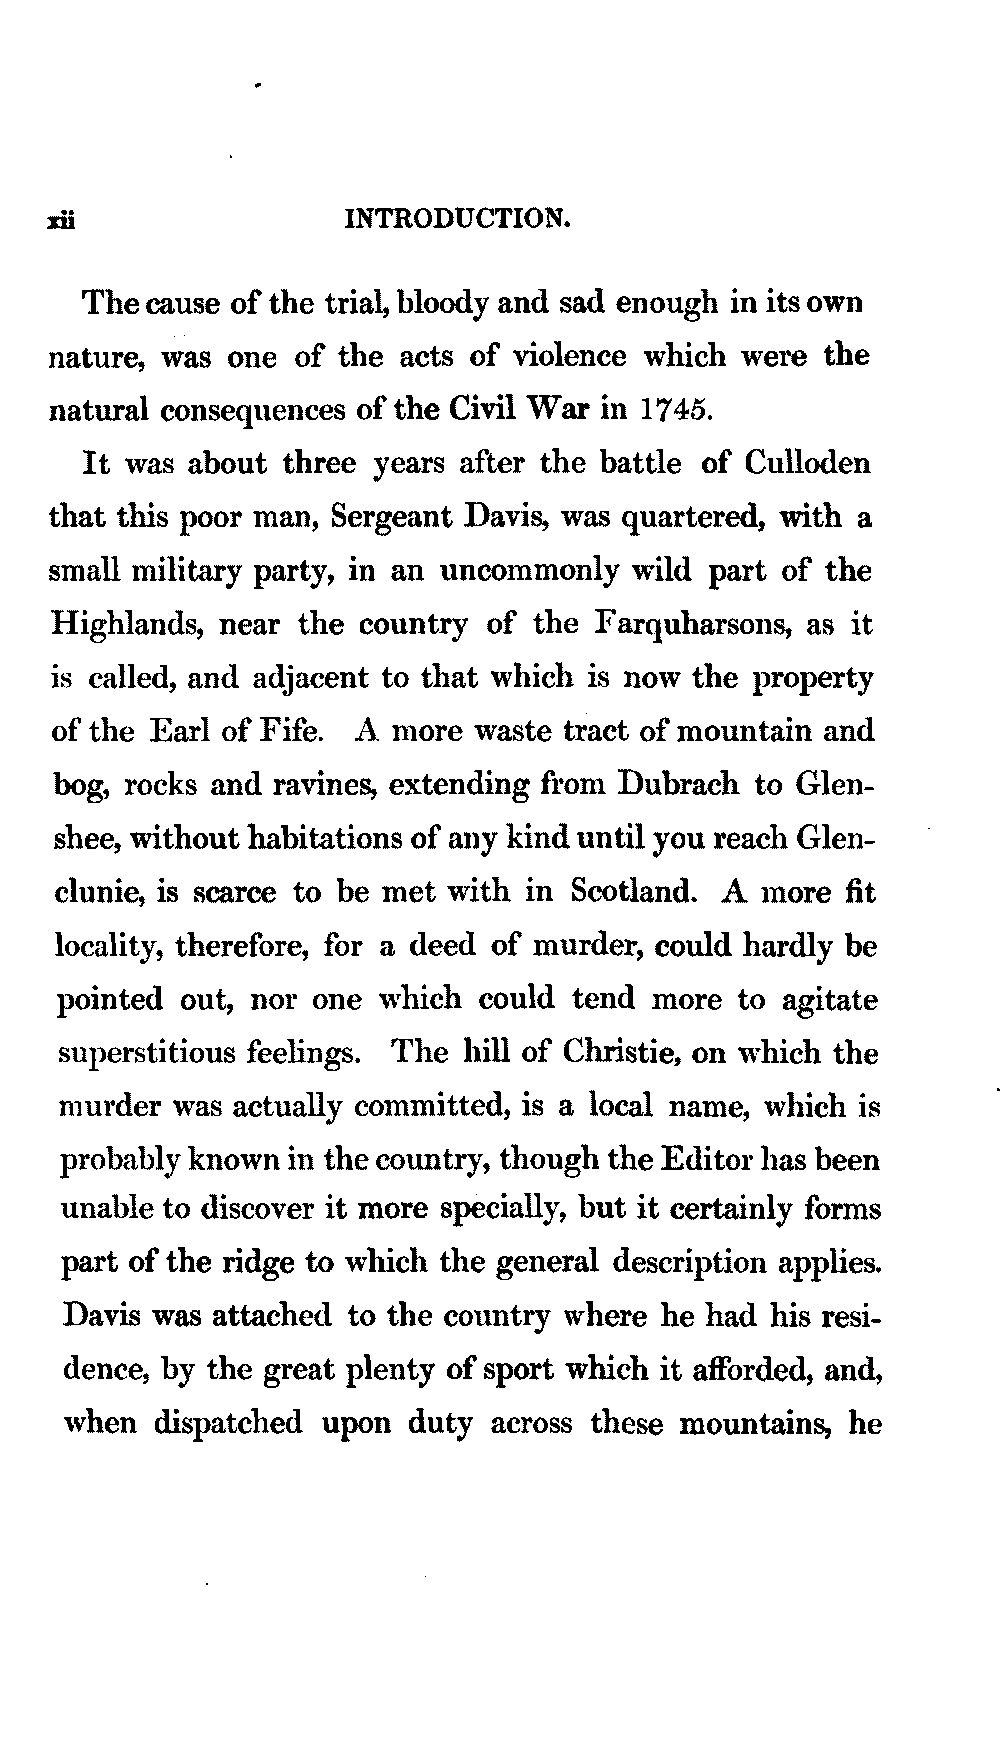 xii INTRODUCTION.
The cause of the trial, bloody and sad enough in its own
nature, was one of the acts of violence which were the
natural consequences of the Civil War in 1745.
It was about three years after the battle of Culloden
that this poor man, Sergeant Davis, was quartered, with a
small military party, in an uncommonly wild part of the
Highlands, near the country of the Farquharsons, as it
is called, and adjacent to that which is now the property
of the Earl of Fife. A more waste tract of mountain and
bog, rocks and ravines, extending from Dubrach to Glen-
shee, without habitations of any kind until you reach Glen-
clunie, is scarce to be met with in Scotland. A more fit
locality, therefore, for a deed of murder, could hardly be
pointed out, nor one which could tend more to agitate
superstitious feelings. The hill of Christie, on which the
murder was actually committed, is a local name, which is
probably known in the country, though the Editor has been
unable to discover it more specially, but it certainly forms
part of the ridge to which the general description applies.
Davis was attached to the country where he had his resi-
dence, by the great plenty of sport which it afforded, and,
when dispatched upon duty across these mountains, he